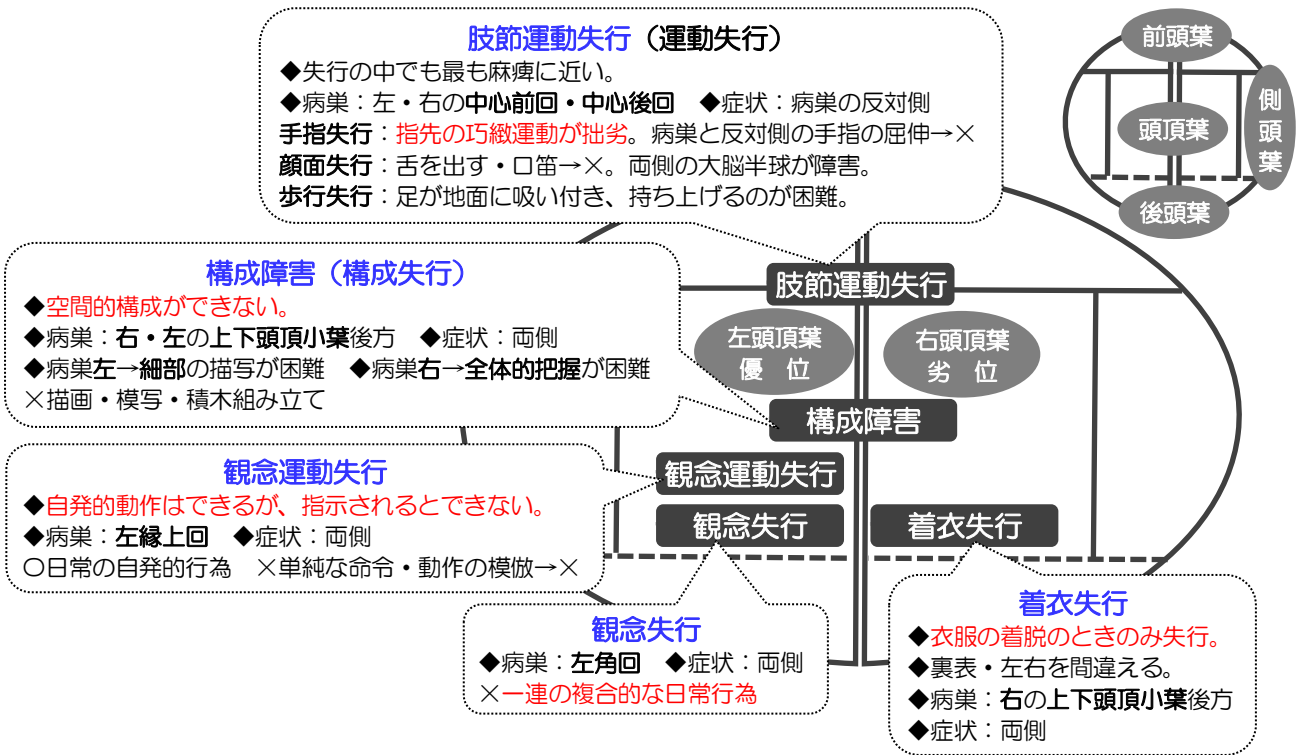 肢節運動失行（運動失行）
◆失行の中でも最も麻痺に近い。
◆病巣：左・右の中心前回・中心後回　◆症状：病巣の反対側
手指失行：指先の巧緻運動が拙劣。病巣と反対側の手指の屈伸→×
顔面失行：舌を出す・口笛→×。両側の大脳半球が障害。
歩行失行：足が地面に吸い付き、持ち上げるのが困難。
前頭葉
側頭葉
頭頂葉
後頭葉
構成障害（構成失行）
◆空間的構成ができない。
◆病巣：右・左の上下頭頂小葉後方　◆症状：両側
◆病巣左→細部の描写が困難　◆病巣右→全体的把握が困難
×描画・模写・積木組み立て
肢節運動失行
左頭頂葉
優　位
右頭頂葉
劣　位
構成障害
観念運動失行
◆自発的動作はできるが、指示されるとできない。
◆病巣：左縁上回　◆症状：両側
〇日常の自発的行為　×単純な命令・動作の模倣→×
観念運動失行
観念失行
着衣失行
観念失行
◆病巣：左角回　◆症状：両側
×一連の複合的な日常行為
着衣失行
◆衣服の着脱のときのみ失行。
◆裏表・左右を間違える。
◆病巣：右の上下頭頂小葉後方
◆症状：両側